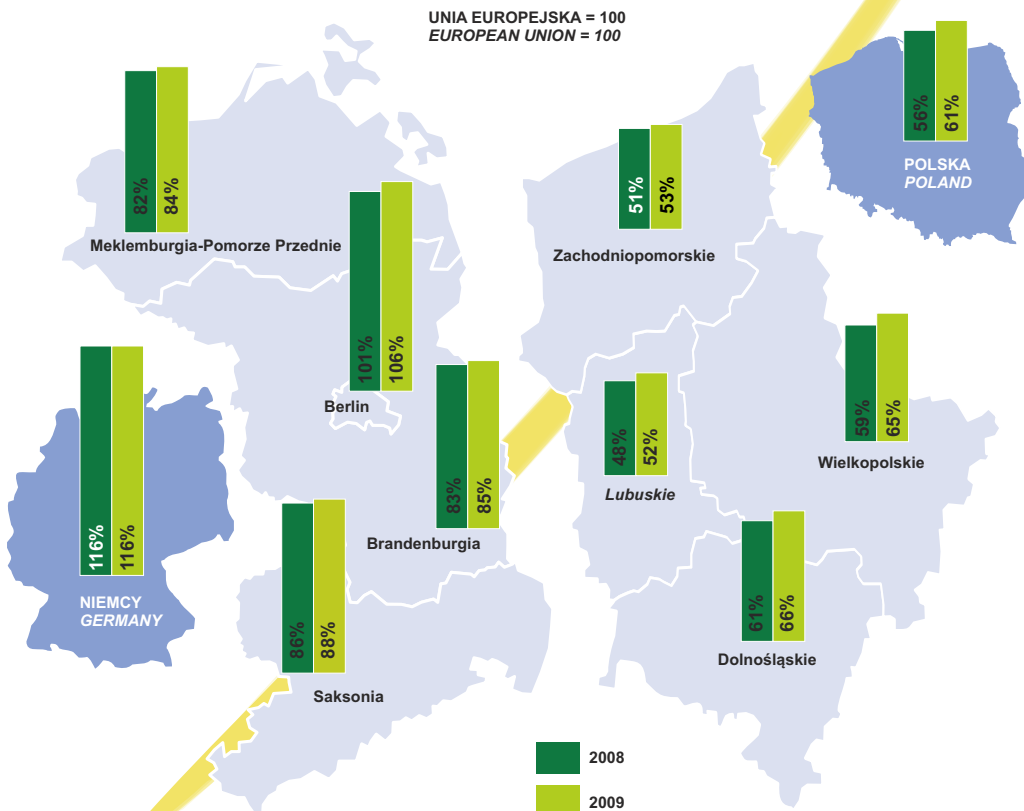 UNIA EUROPEJSKA = 100
EUROPEAN UNION = 100
56%
61%
POLSKA
POLAND
82%
84%
Meklemburgia-Pomorze Przednie
51%
53%
Zachodniopomorskie
101%
106%
Berlin
116%
116%
NIEMCY
GERMANY
83%
85%
Brandenburgia
48%
52%
Lubuskie
59%
65%
Wielkopolskie
86%
88%
Saksonia
61%
66%
Dolnośląskie
2008
2009